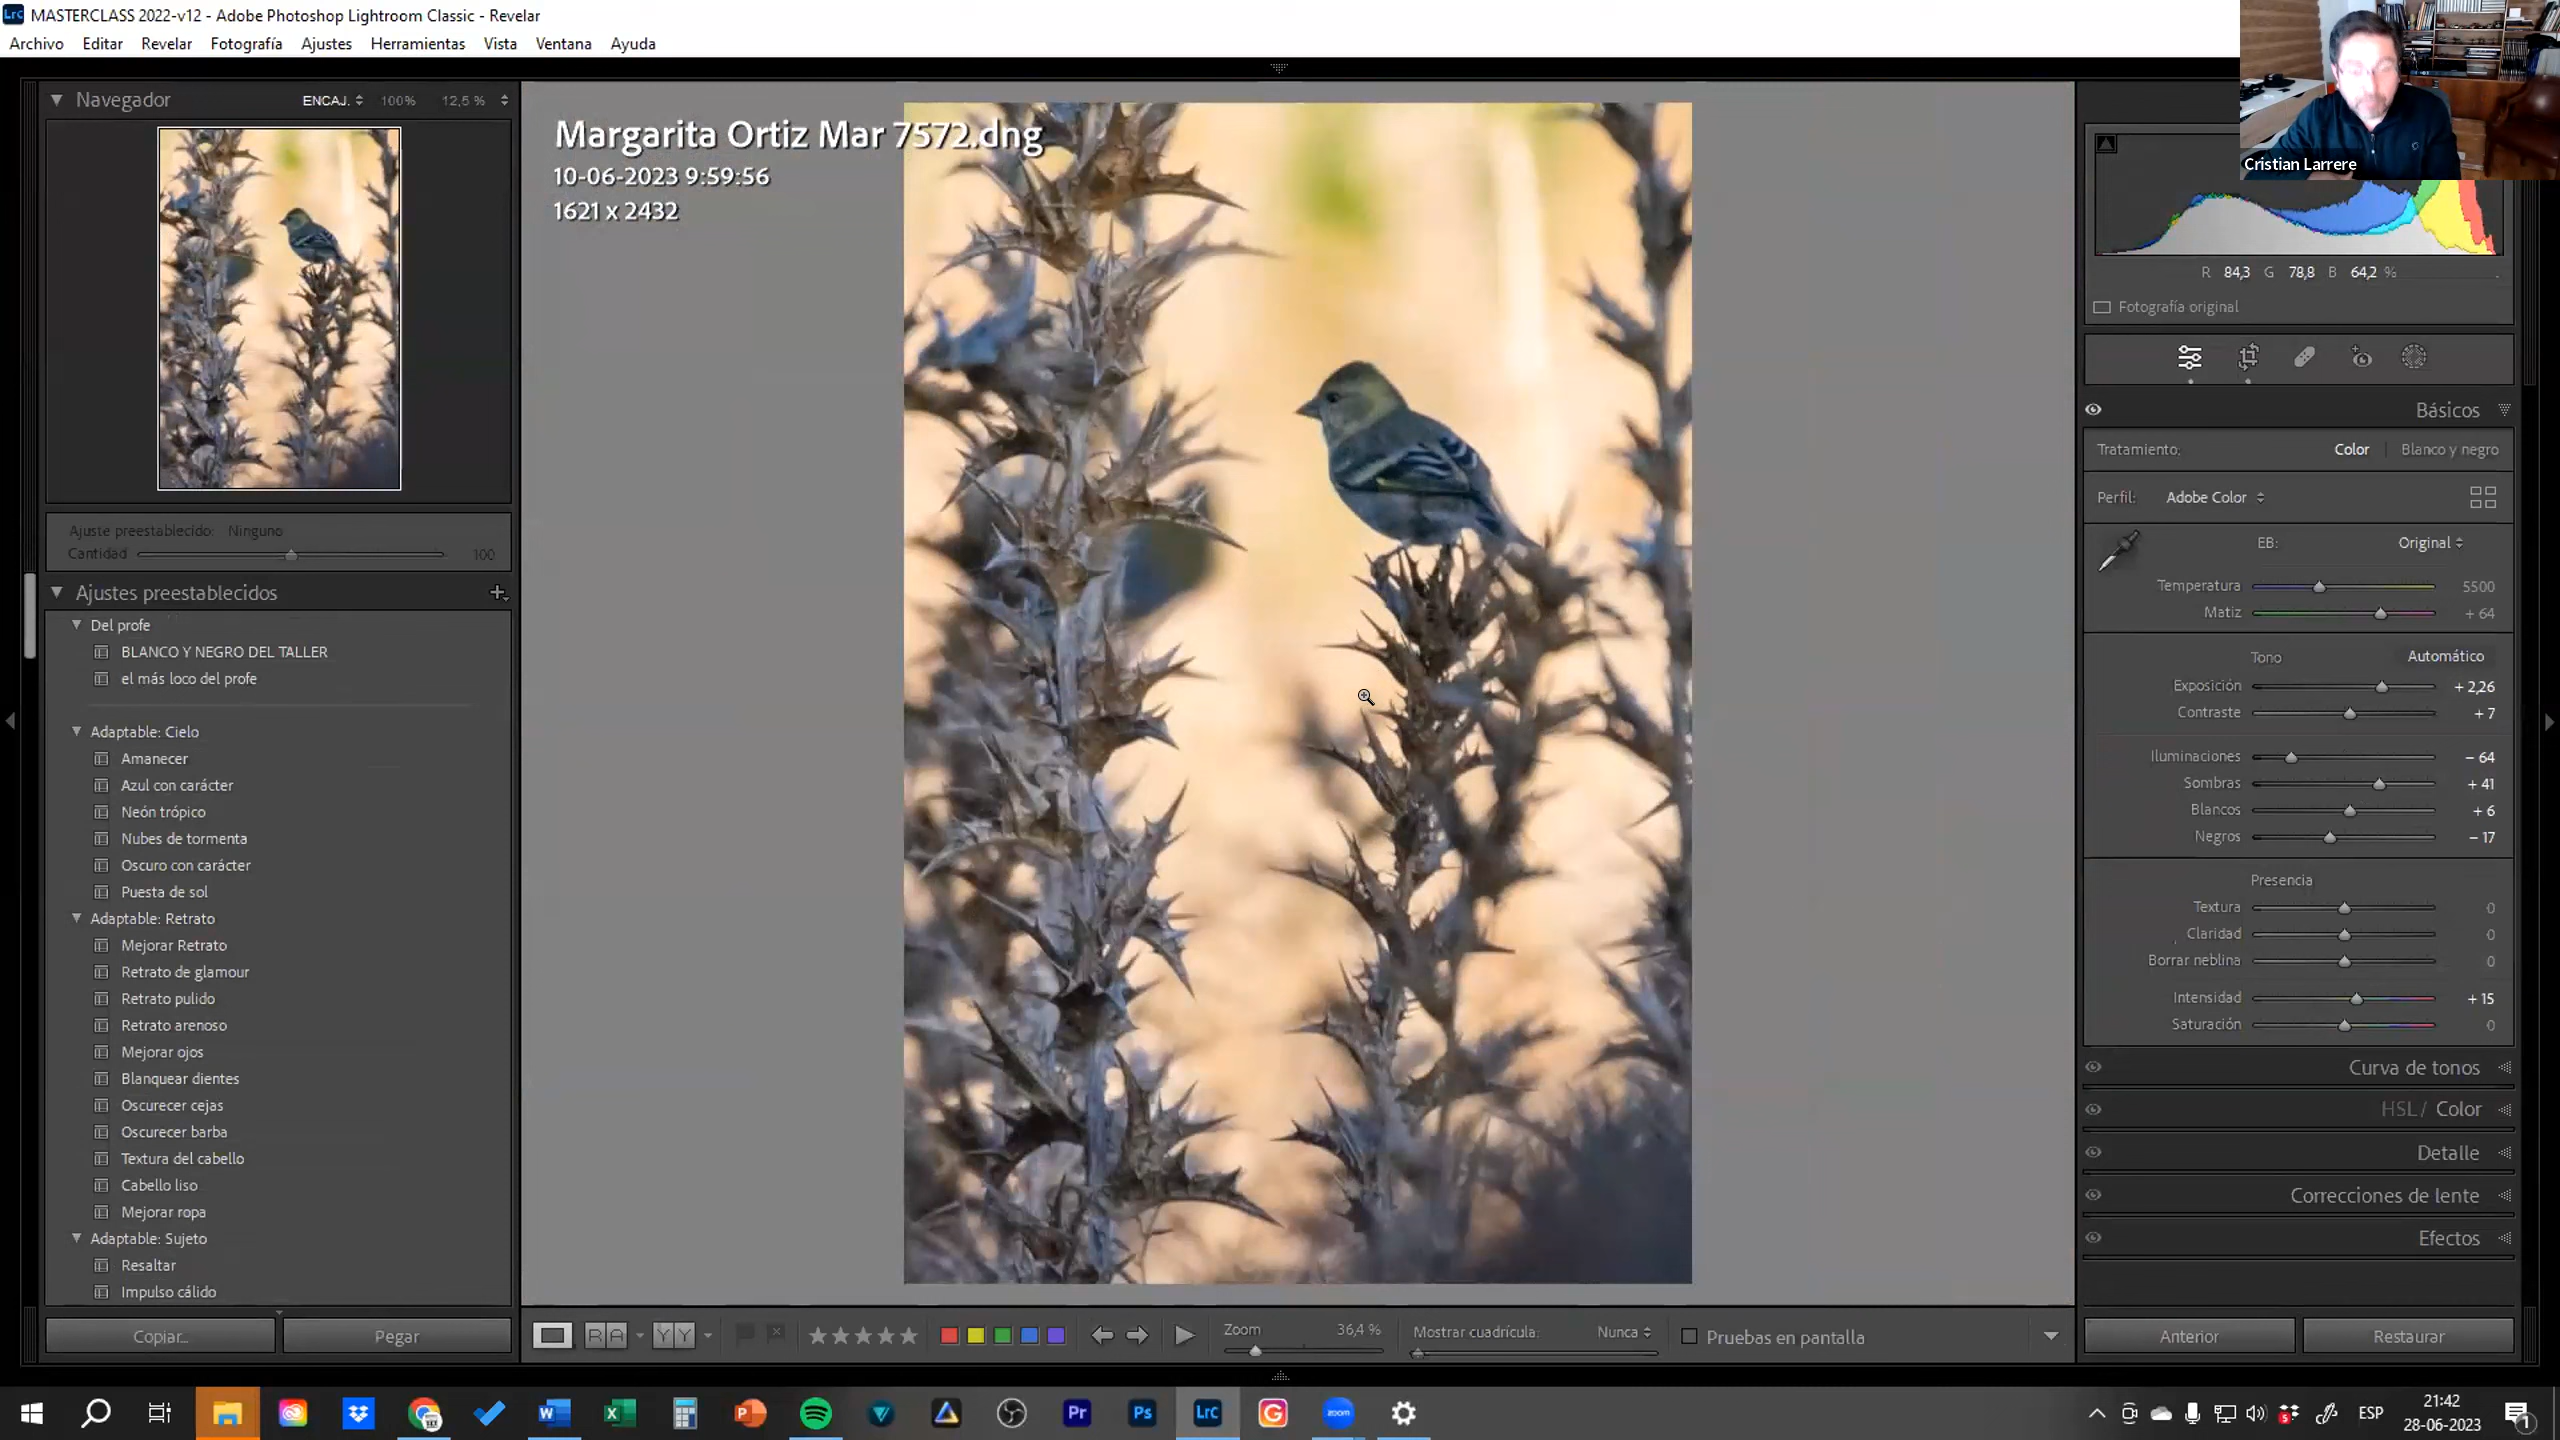 MASTERCLASS 2022-v12 - Adobe Photoshop Lightroom Classic - Revelar
Archivo Editar Revelar Fotografía Ajustes Herramientas Vista Ventana Ayuda
Cristian Larrere
Navegador ENCAJ. 100% 12,5 %
Ajuste preestablecido: Ninguno
Cantidad 100
Ajustes preestablecidos
Del profe
BLANCO Y NEGRO DEL TALLER
el más loco del profe
Adaptable: Cielo
Amanecer
Azul con carácter
Neón trópico
Nubes de tormenta
Oscuro con carácter
Puesta de sol
Adaptable: Retrato
Mejorar Retrato
Retrato de glamour
Retrato pulido
Retrato arenoso
Mejorar ojos
Blanquear dientes
Oscurecer cejas
Oscurecer barba
Textura del cabello
Cabello liso
Mejorar ropa
Adaptable: Sujeto
Resaltar
Impulso cálido
Copiar... Pegar
Margarita Ortiz Mar 7572.dng
10-06-2023 9:59:56
1621 x 2432
R A Y Y Zoom 36,4 % Mostrar cuadrícula: Nunca Pruebas en pantalla
R 84,3 G 78,8 B 64,2 %
Fotografía original
Básicos
Tratamiento: Color Blanco y negro
Perfil: Adobe Color
EB: Original
Temperatura 5500
Matiz + 64
Tono Automático
Exposición + 2,26
Contraste + 7
Iluminaciones - 64
Sombras + 41
Blancos + 6
Negros - 17
Presencia
Textura 0
Claridad 0
Borrar neblina 0
Intensidad + 15
Saturación 0
Curva de tonos
HSL / Color
Detalle
Correcciones de lente
Efectos
Anterior Restaurar
W X P Pr Ps LrC G zoom
ESP
21:42
28-06-2023
1